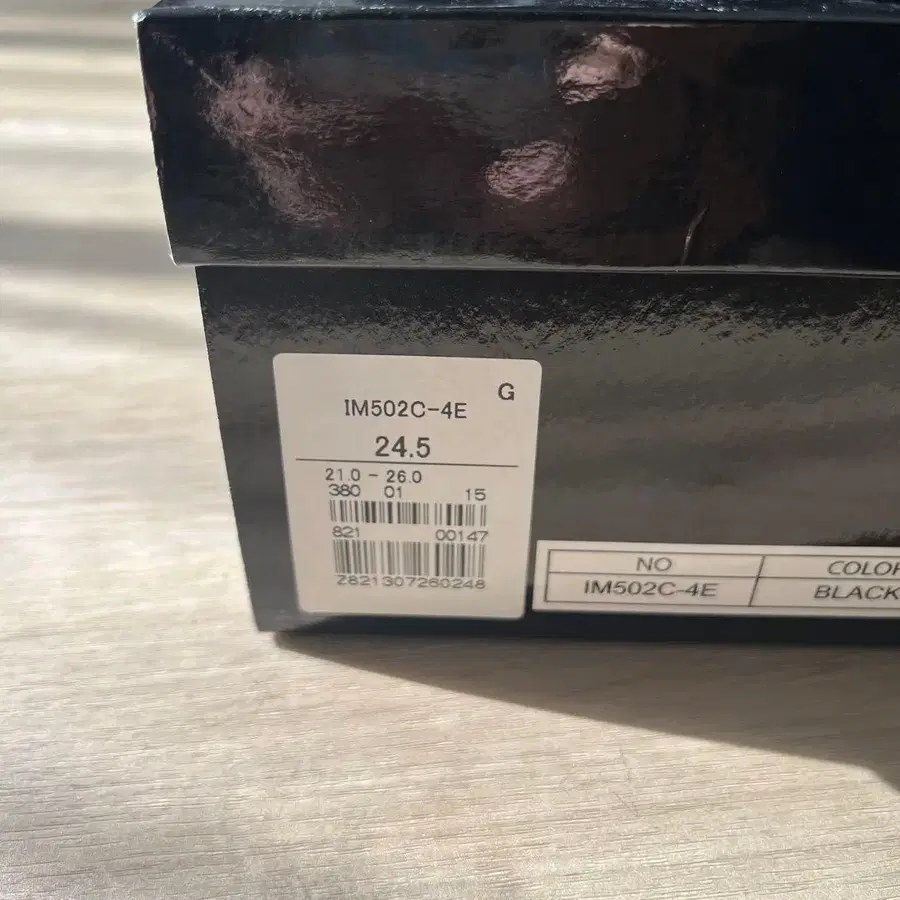 G
IM502C-4E
24.5
21.0 - 26.0
380 01 15
821 00147
Z821307260248
NO COLOR
IM502C-4E BLACK